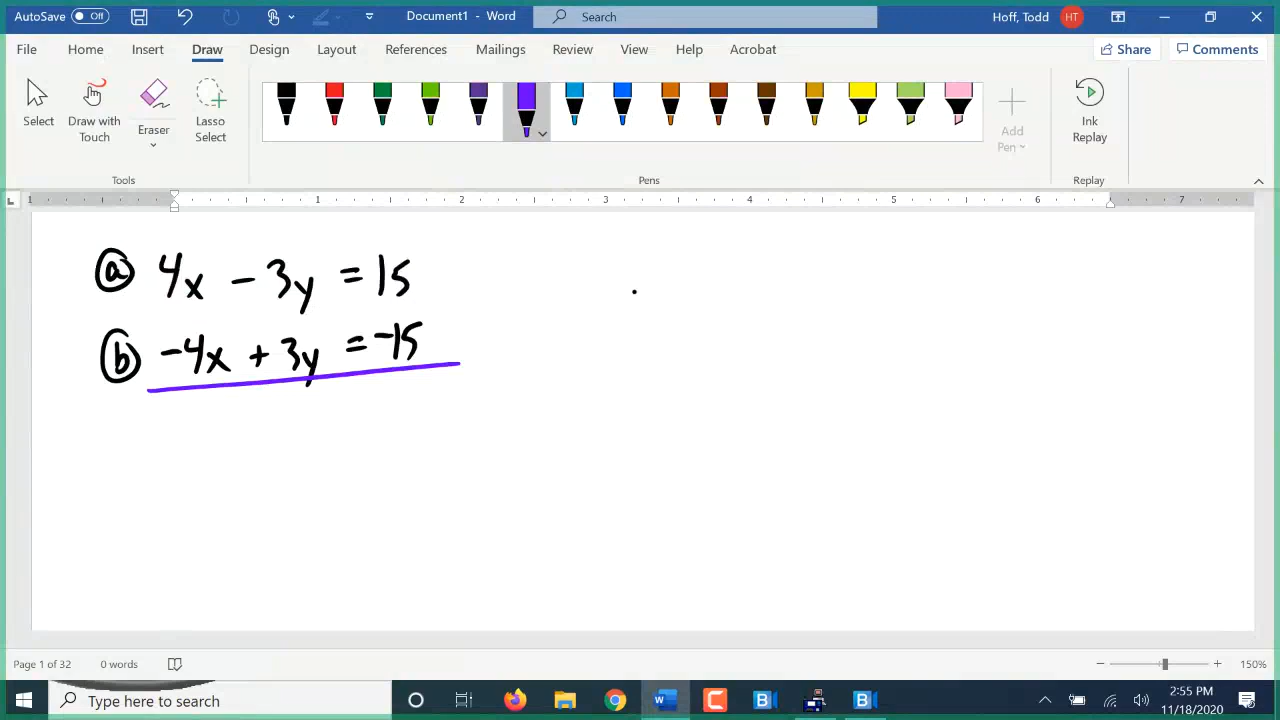 AutoSave Off Document1 - Word Search Hoff, Todd HT
File Home Insert Draw Design Layout References Mailings Review View Help Acrobat Share Comments
Select Draw with Touch Eraser Lasso Select Add Pen Ink Replay
Tools Pens Replay
1 1 2 3 4 5 6 7
ⓐ 4x - 3y = 15
ⓑ -4x + 3y = -15
Page 1 of 32 0 words 150%
Type here to search 2:55 PM
11/18/2020